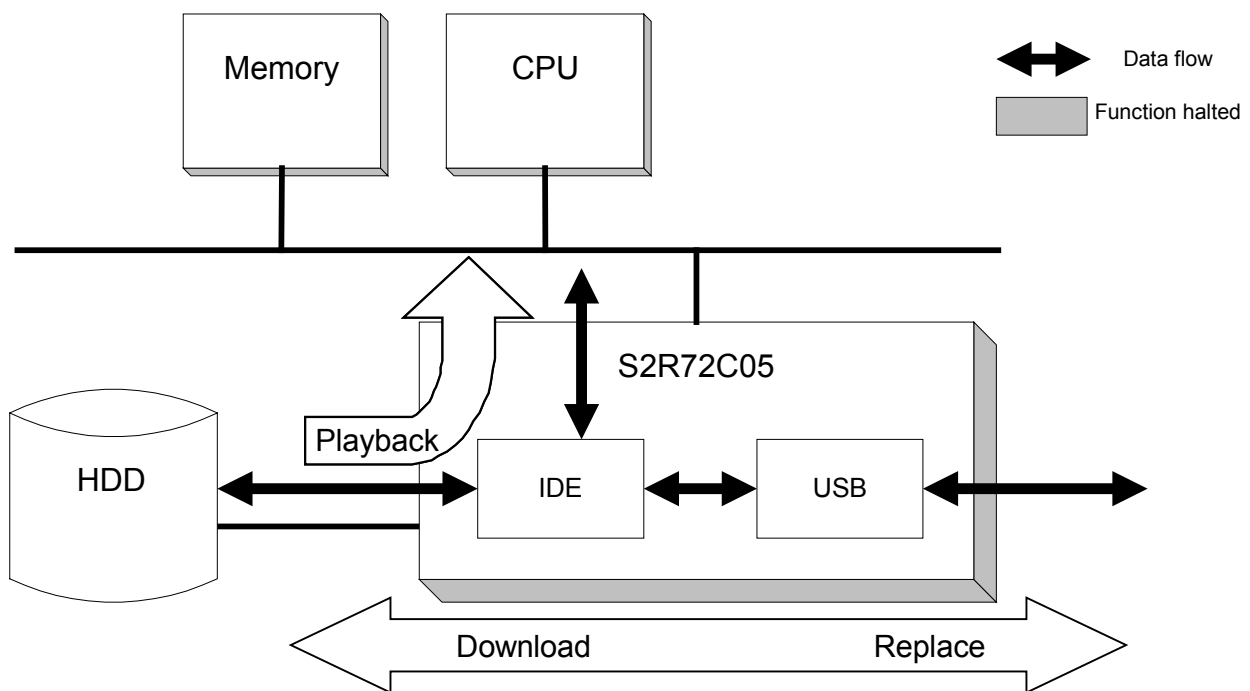 Memory
CPU
Data flow
Function halted
S2R72C05
Playback
HDD
IDE
USB
Download
Replace